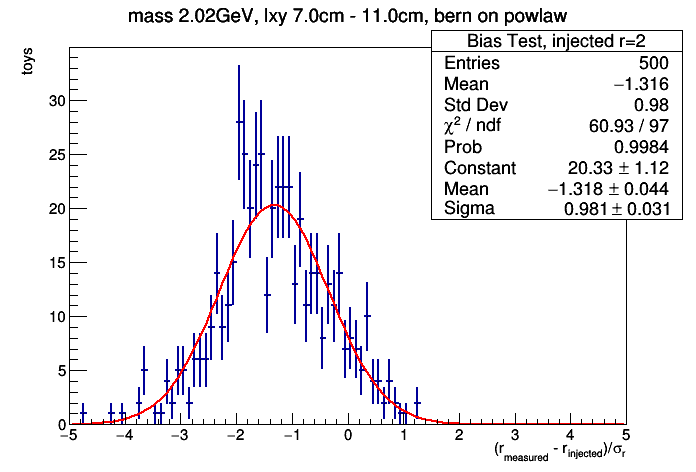 mass 2.02GeV, lxy 7.0cm - 11.0cm, bern on powlaw
Bias Test, injected r=2
Entries 500
Mean −1.316
Std Dev 0.98
χ² / ndf 60.93 / 97
Prob 0.9984
Constant 20.33 ± 1.12
Mean −1.318 ± 0.044
Sigma 0.981 ± 0.031
toys
30
25
20
15
10
5
0
−5 −4 −3 −2 −1 0 1 2 3 4 5
(r_measured - r_injected)/σ_r